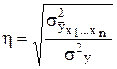 η = √(σ²ȳx₁…xₙ / σ²y)